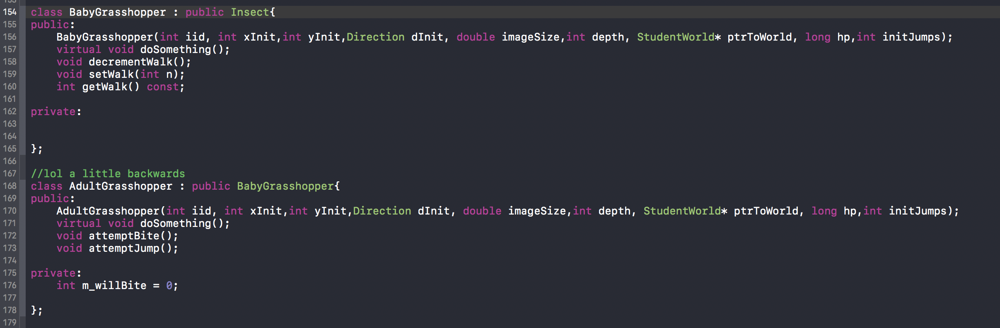 153
154 class BabyGrasshopper : public Insect{
155 public:
156     BabyGrasshopper(int iid, int xInit,int yInit,Direction dInit, double imageSize,int depth, StudentWorld* ptrToWorld, long hp,int initJumps);
157     virtual void doSomething();
158     void decrementWalk();
159     void setWalk(int n);
160     int getWalk() const;
161
162 private:
163
164
165 };
166
167 //lol a little backwards
168 class AdultGrasshopper : public BabyGrasshopper{
169 public:
170     AdultGrasshopper(int iid, int xInit,int yInit,Direction dInit, double imageSize,int depth, StudentWorld* ptrToWorld, long hp,int initJumps);
171     virtual void doSomething();
172     void attemptBite();
173     void attemptJump();
174
175 private:
176     int m_willBite = 0;
177
178 };
179